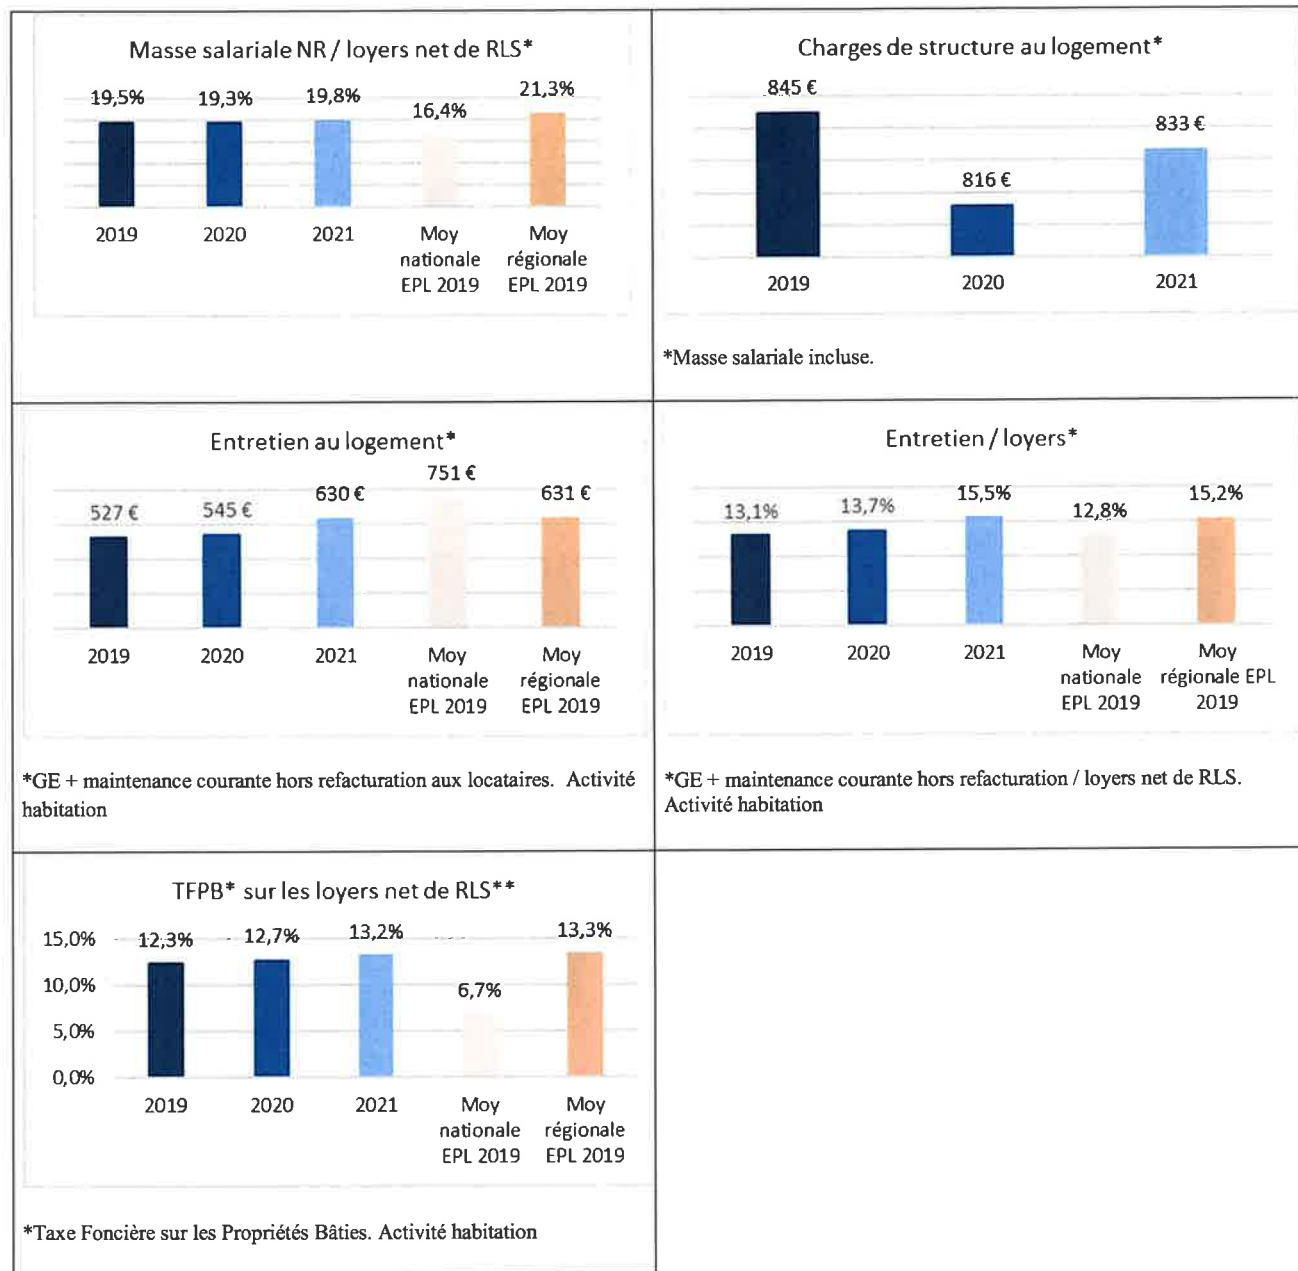 Masse salariale NR / loyers net de RLS*
19,5%
19,3%
19,8%
16,4%
21,3%
2019
2020
2021
Moy
nationale
EPL 2019
Moy
régionale
EPL 2019
Charges de structure au logement*
845 €
816 €
833 €
2019
2020
2021
*Masse salariale incluse.
Entretien au logement*
527 €
545 €
630 €
751 €
631 €
2019
2020
2021
Moy
nationale
EPL 2019
Moy
régionale
EPL 2019
*GE + maintenance courante hors refacturation aux locataires. Activité
habitation
Entretien / loyers*
13,1%
13,7%
15,5%
12,8%
15,2%
2019
2020
2021
Moy
nationale
EPL 2019
Moy
régionale EPL
2019
*GE + maintenance courante hors refacturation / loyers net de RLS.
Activité habitation
TFPB* sur les loyers net de RLS**
15,0%
10,0%
5,0%
0,0%
12,3%
12,7%
13,2%
6,7%
13,3%
2019
2020
2021
Moy
nationale
EPL 2019
Moy
régionale
EPL 2019
*Taxe Foncière sur les Propriétés Bâties. Activité habitation